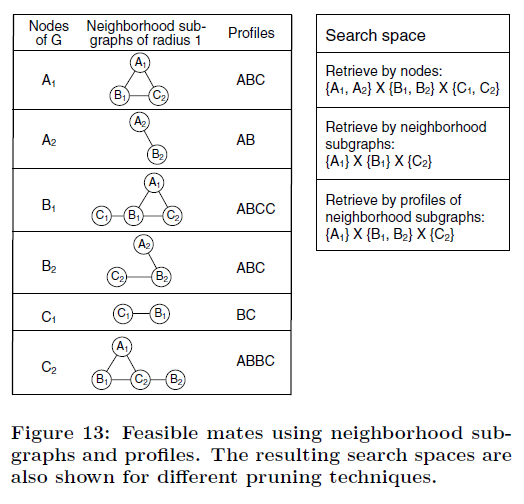 Nodes of G
Neighborhood sub-graphs of radius 1
Profiles
A₁
A₁
B₁ C₂
ABC
A₂
A₂
B₂
AB
B₁
A₁
C₁ B₁ C₂
ABCC
B₂
A₂
C₂ B₂
ABC
C₁
C₁ B₁
BC
C₂
A₁
B₁ C₂ B₂
ABBC
Search space
Retrieve by nodes:
{A₁, A₂} X {B₁, B₂} X {C₁, C₂}
Retrieve by neighborhood
subgraphs:
{A₁} X {B₁} X {C₂}
Retrieve by profiles of
neighborhood subgraphs:
{A₁} X {B₁, B₂} X {C₂}
Figure 13: Feasible mates using neighborhood sub-
graphs and profiles. The resulting search spaces are
also shown for different pruning techniques.